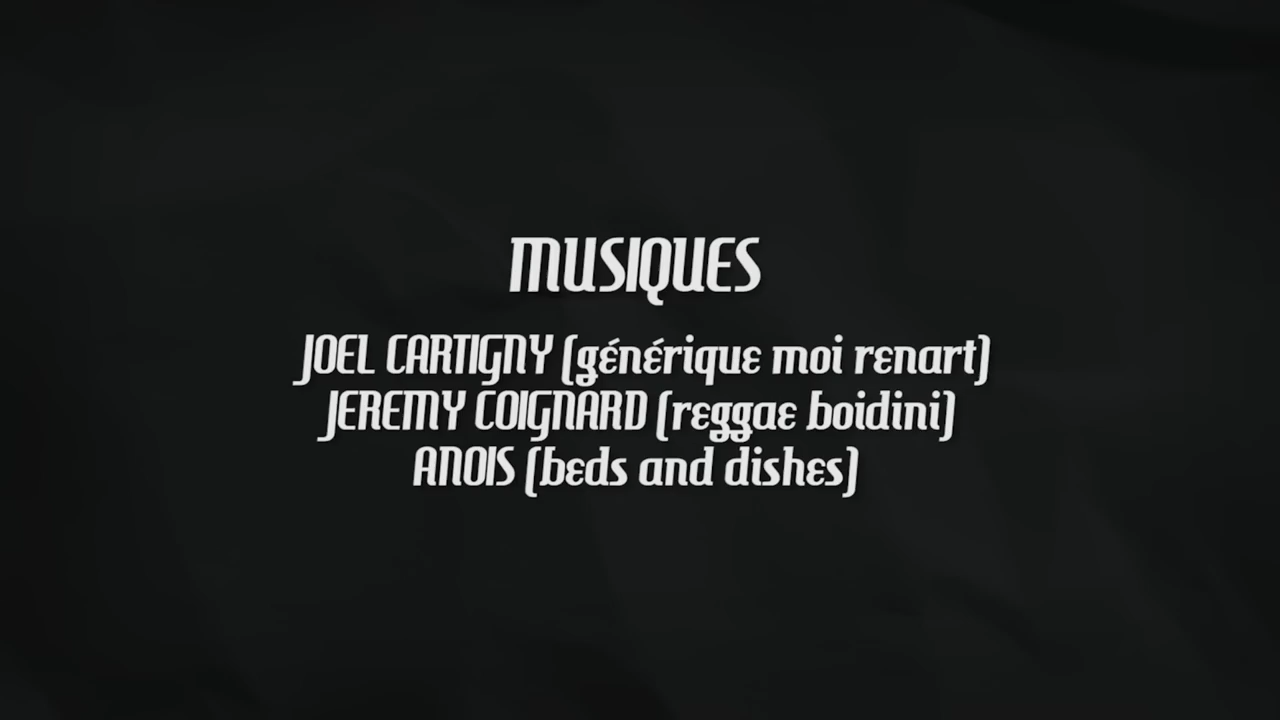 MUSIQUES
JOEL CARTIGNY (générique moi renart)
JEREMY COIGNARD (reggae boidini)
ANOIS (beds and dishes)